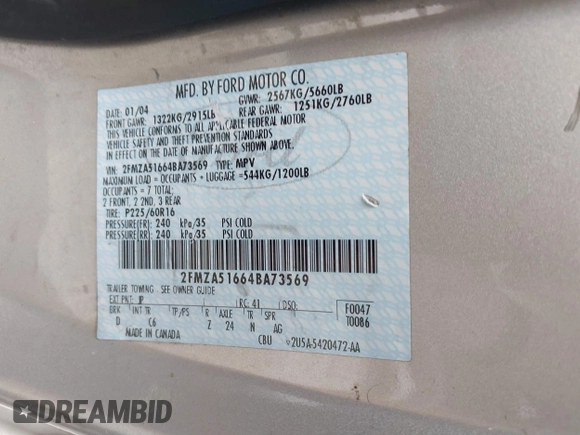 MFD. BY FORD MOTOR CO.
DATE: 01/04 GVWR: 2567KG/5660LB
FRONT GAWR: 1322KG/2915LB REAR GAWR: 1251KG/2760LB
THIS VEHICLE CONFORMS TO ALL APPLICABLE FEDERAL MOTOR
VEHICLE SAFETY AND THEFT PREVENTION STANDARDS
IN EFFECT ON THE DATE OF MANUFACTURE SHOWN ABOVE.
VIN: 2FMZA51664BA73569 TYPE: MPV
MAXIMUM LOAD = OCCUPANTS + LUGGAGE = 544KG/1200LB
OCCUPANTS = 7 TOTAL;
2 FRONT, 2 2ND, 3 REAR
TIRE: P225/60R16
PRESSURE(FR): 240 kPa/35 PSI COLD
PRESSURE(RR): 240 kPa/35 PSI COLD
2FMZA51664BA73569
TRAILER TOWING - SEE OWNER GUIDE
EXT PNT: JP RC: 41 DSO: F0047
BRK INT TR TP/PS R AXLE TR SPR T0086
D C6 Z 24 N AG
MADE IN CANADA CBU 2U5A-5420472-AA
Ford
DREAMBID